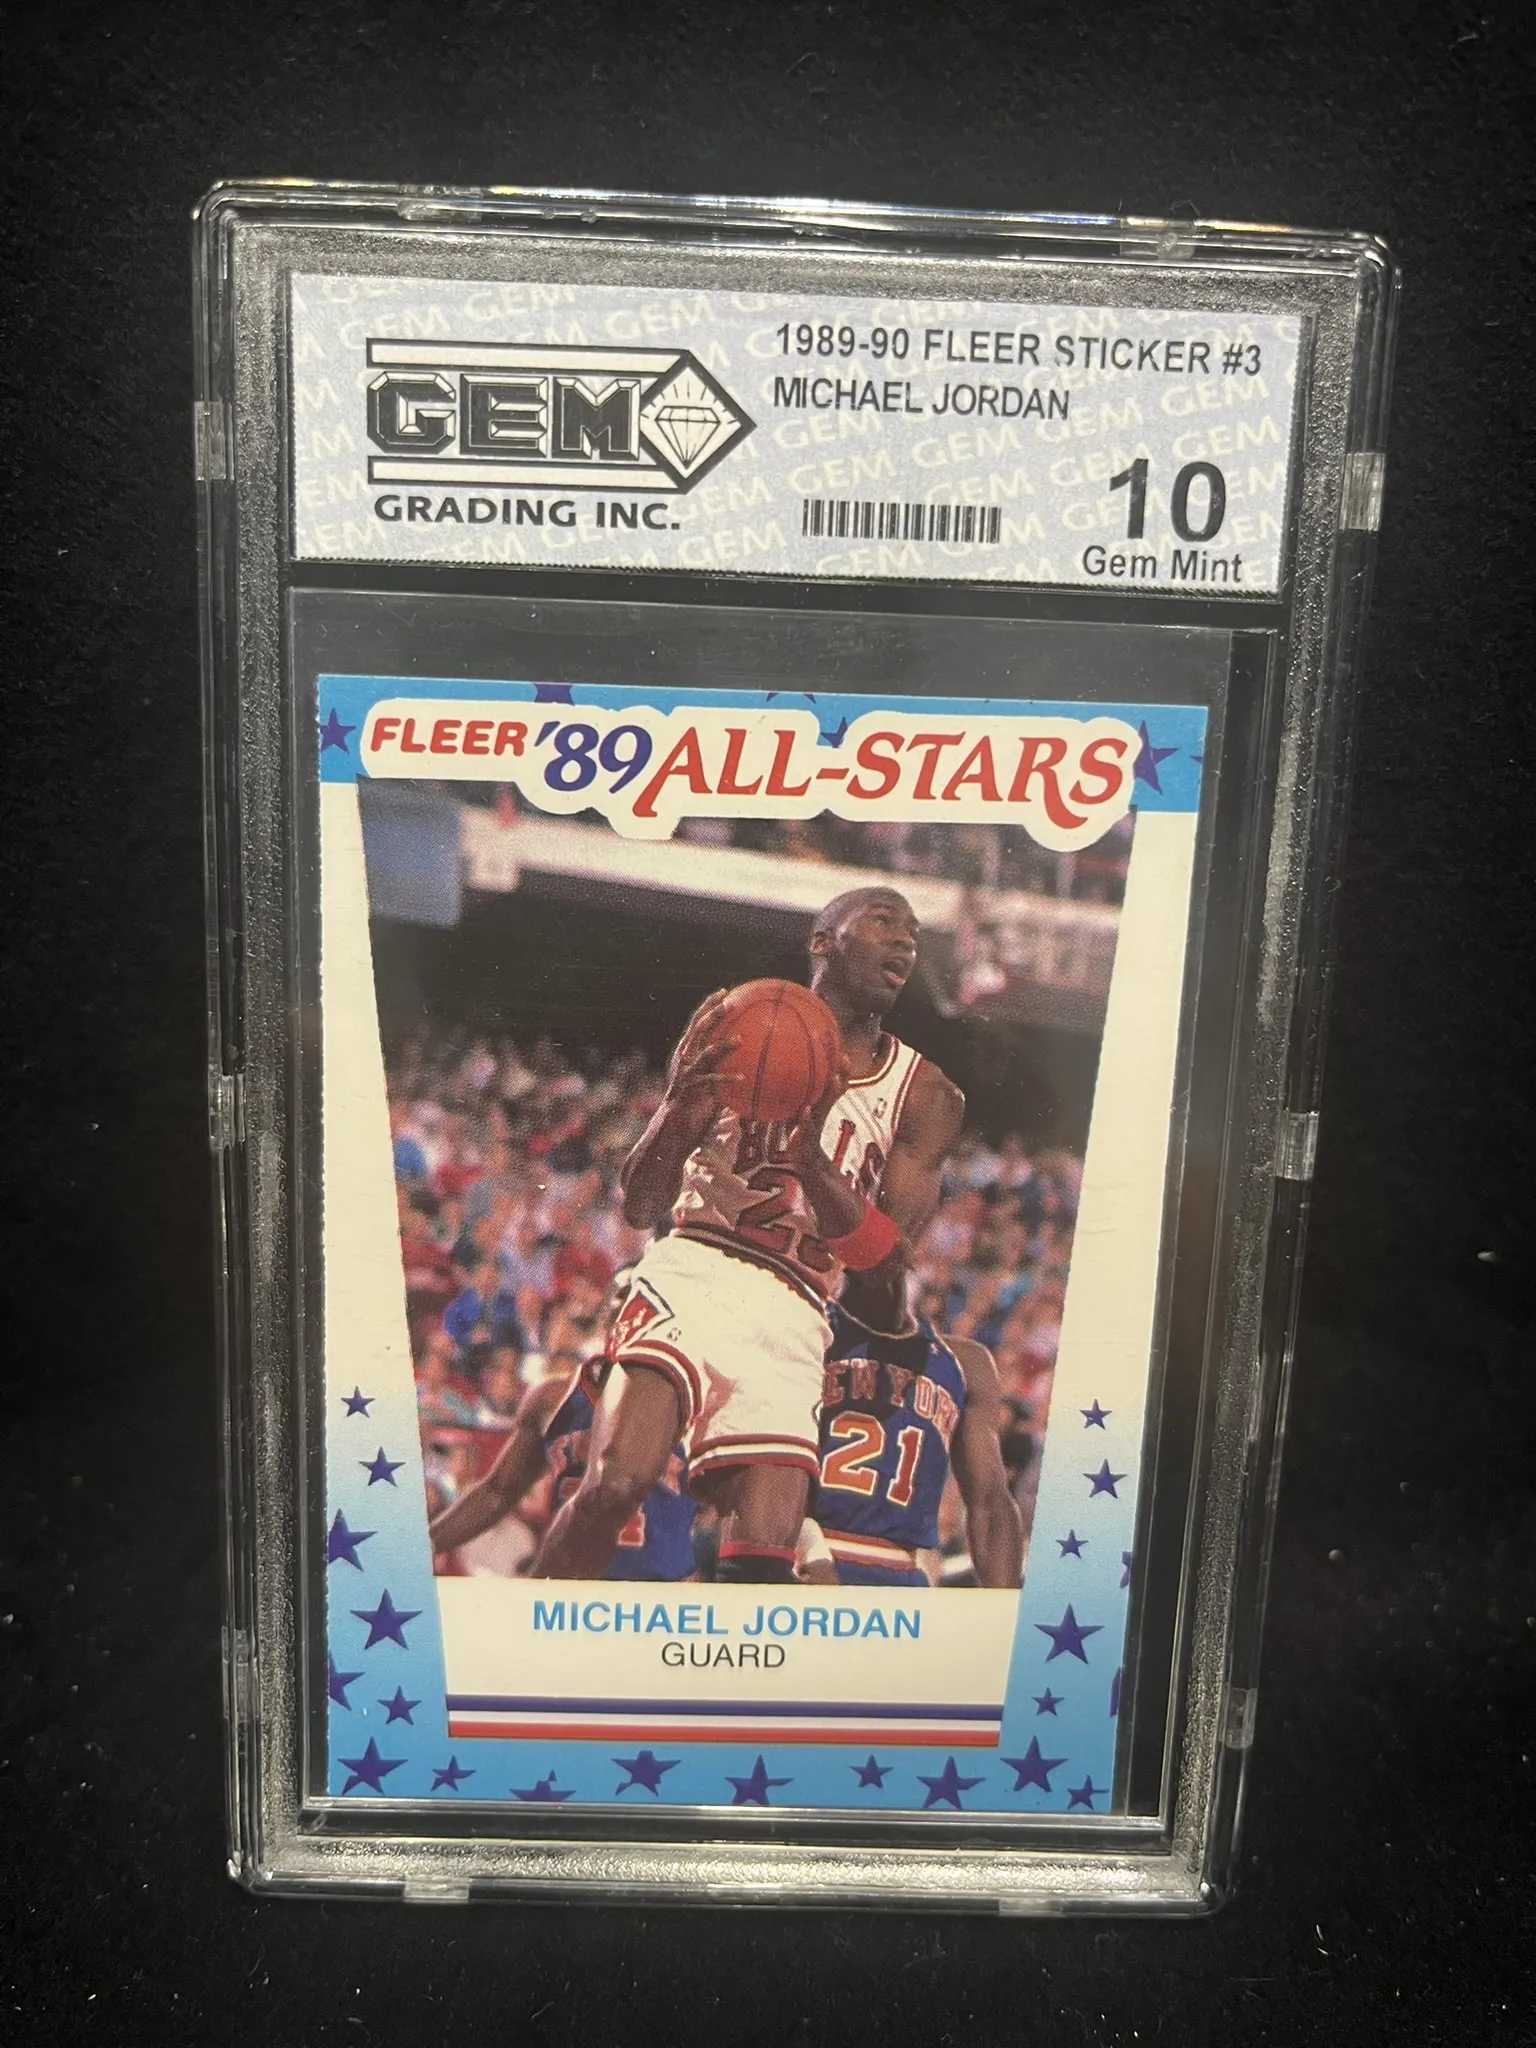 1989-90 FLEER STICKER #3
MICHAEL JORDAN
GEM
GRADING INC.
10
Gem Mint
FLEER '89 ALL-STARS
NEW YORK
21
MICHAEL JORDAN
GUARD